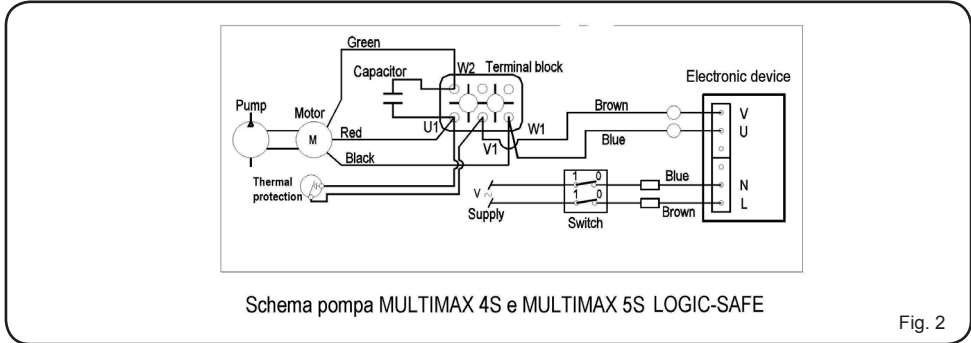 Green
Capacitor
W2 Terminal block
Electronic device
Pump
Motor
Brown
V
M
Red
U1
W1
U
V1
Blue
Black
Thermal
protection
1 0
Blue
N
V ~
1 0
L
Supply
Brown
Switch
Schema pompa MULTIMAX 4S e MULTIMAX 5S LOGIC-SAFE
Fig. 2